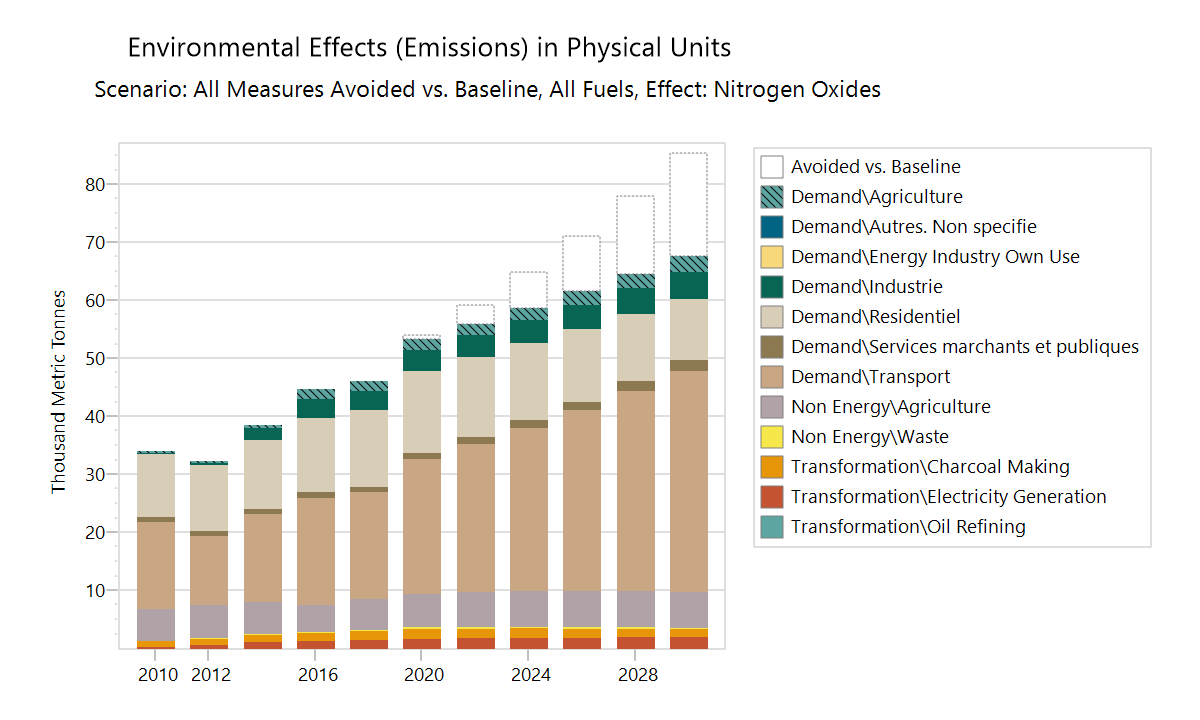 Environmental Effects (Emissions) in Physical Units
Scenario: All Measures Avoided vs. Baseline, All Fuels, Effect: Nitrogen Oxides
Thousand Metric Tonnes
80
70
60
50
40
30
20
10
2010 2012 2016 2020 2024 2028
Avoided vs. Baseline
Demand\Agriculture
Demand\Autres. Non specifie
Demand\Energy Industry Own Use
Demand\Industrie
Demand\Residentiel
Demand\Services marchants et publiques
Demand\Transport
Non Energy\Agriculture
Non Energy\Waste
Transformation\Charcoal Making
Transformation\Electricity Generation
Transformation\Oil Refining